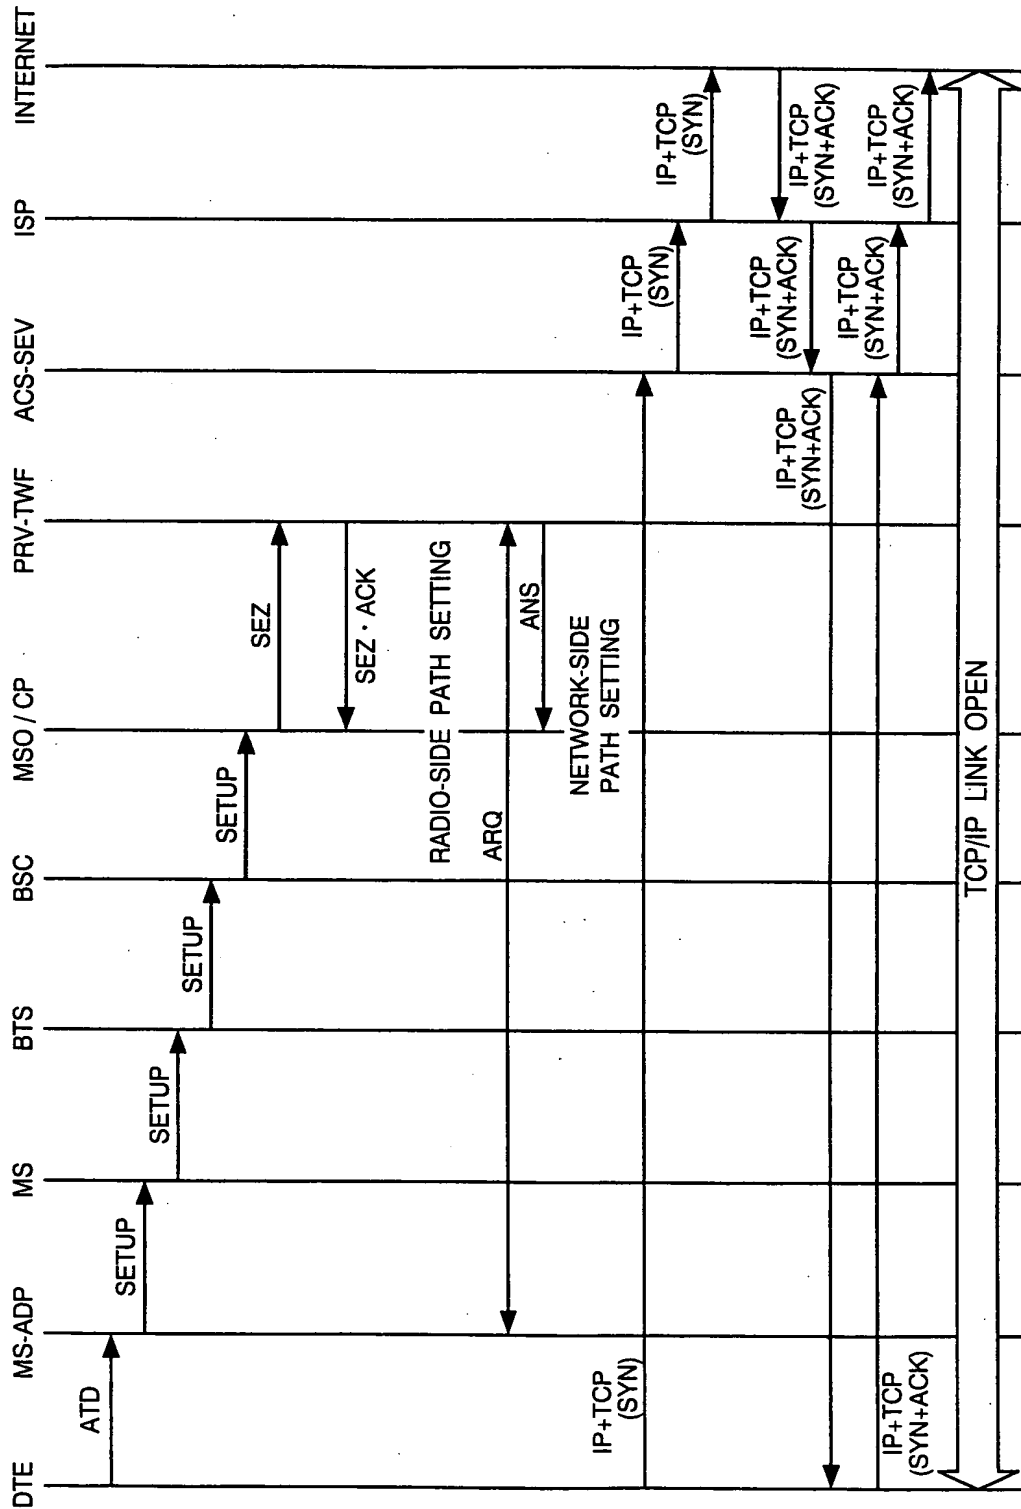 DTE
MS-ADP
MS
BTS
BSC
MSO / CP
PRV-TWF
ACS-SEV
ISP
INTERNET
ATD
SETUP
SETUP
SETUP
SETUP
SEZ
SEZ · ACK
RADIO-SIDE PATH SETTING
ARQ
ANS
NETWORK-SIDE
PATH SETTING
IP+TCP
(SYN)
IP+TCP
(SYN)
IP+TCP
(SYN)
IP+TCP
(SYN+ACK)
IP+TCP
(SYN+ACK)
IP+TCP
(SYN+ACK)
IP+TCP
(SYN+ACK)
IP+TCP
(SYN+ACK)
IP+TCP
(SYN+ACK)
TCP/IP LINK OPEN